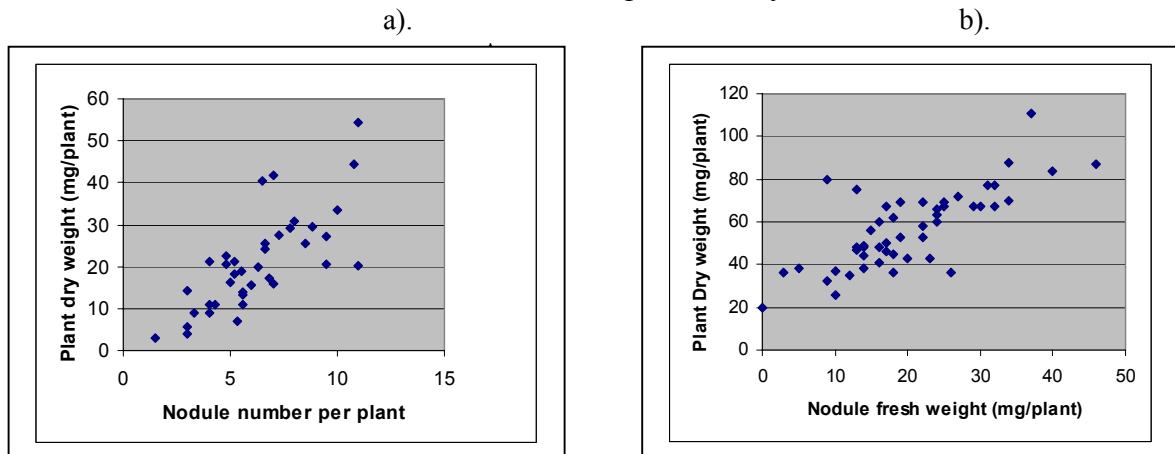 a).
b).
60
50
40
30
20
10
0
Plant dry weight (mg/plant)
0 5 10 15
Nodule number per plant
120
100
80
60
40
20
0
Plant Dry weight (mg/plant)
0 10 20 30 40 50
Nodule fresh weight (mg/plant)